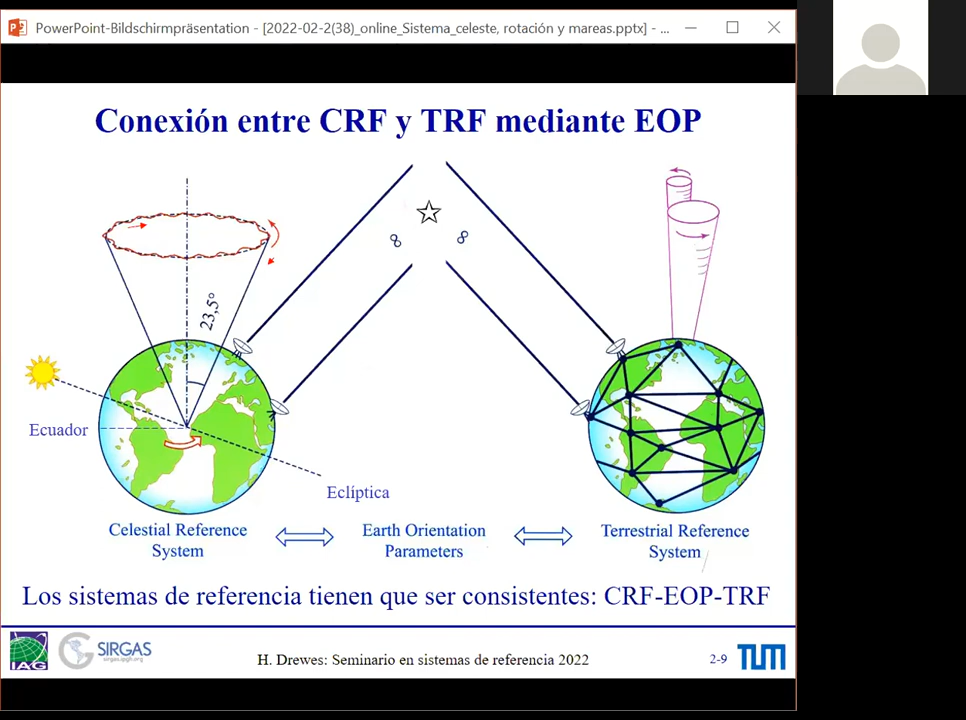 PowerPoint-Bildschirmpräsentation - [2022-02-2(38)_online_Sistema_celeste, rotación y mareas.pptx] - ...
Conexión entre CRF y TRF mediante EOP
∞
∞
23,5°
Ecuador
Eclíptica
Celestial Reference
System
Earth Orientation
Parameters
Terrestrial Reference
System
Los sistemas de referencia tienen que ser consistentes: CRF-EOP-TRF
IAG
SIRGAS
sirgas.ipgh.org
H. Drewes: Seminario en sistemas de referencia 2022
2-9
TUM